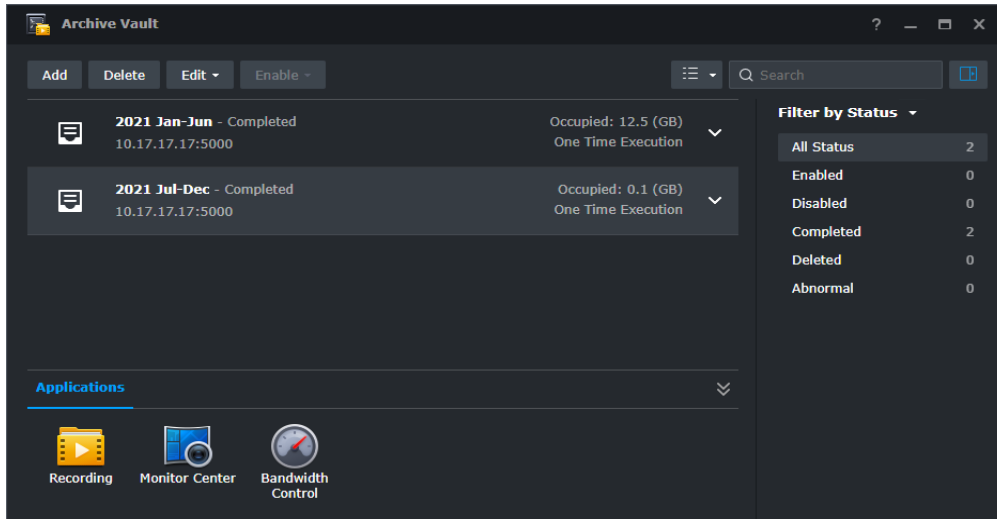 Archive Vault
Add Delete Edit Enable Search
2021 Jan-Jun - Completed Occupied: 12.5 (GB)
10.17.17.17:5000 One Time Execution
2021 Jul-Dec - Completed Occupied: 0.1 (GB)
10.17.17.17:5000 One Time Execution
Filter by Status
All Status 2
Enabled 0
Disabled 0
Completed 2
Deleted 0
Abnormal 0
Applications
Recording Monitor Center Bandwidth
Control